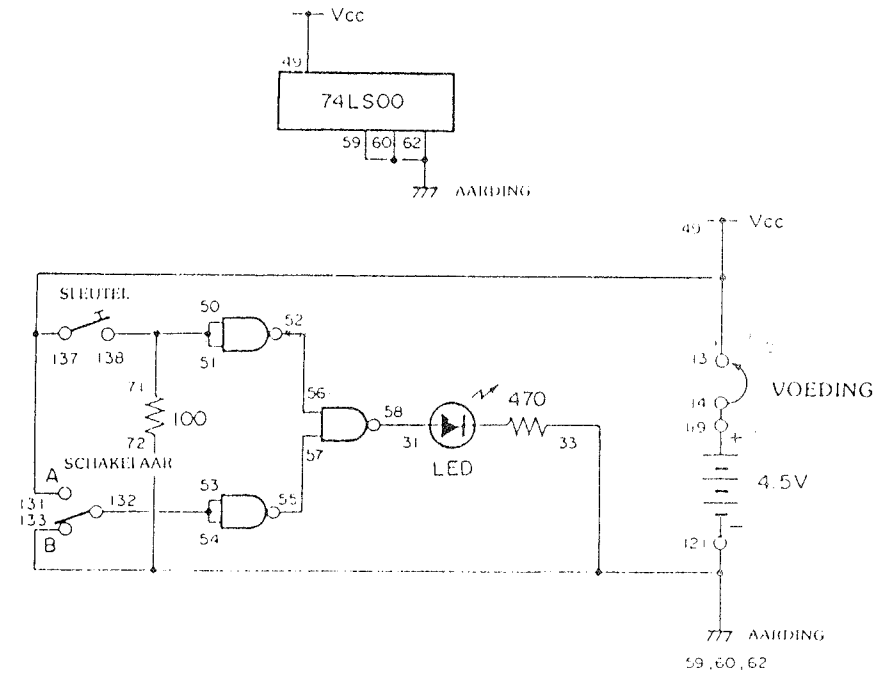 Vcc
49
74LS00
59 60 62
AARDING
49 Vcc
SLEUTEL
50
52
137 138
51
13
71
56
58
470
VOEDING
100
14
72
31
33
119
57
LED
+
SCHAKELAAR
A
4.5V
131
132
53
55
133
54
B
−
121
AARDING
59,60,62